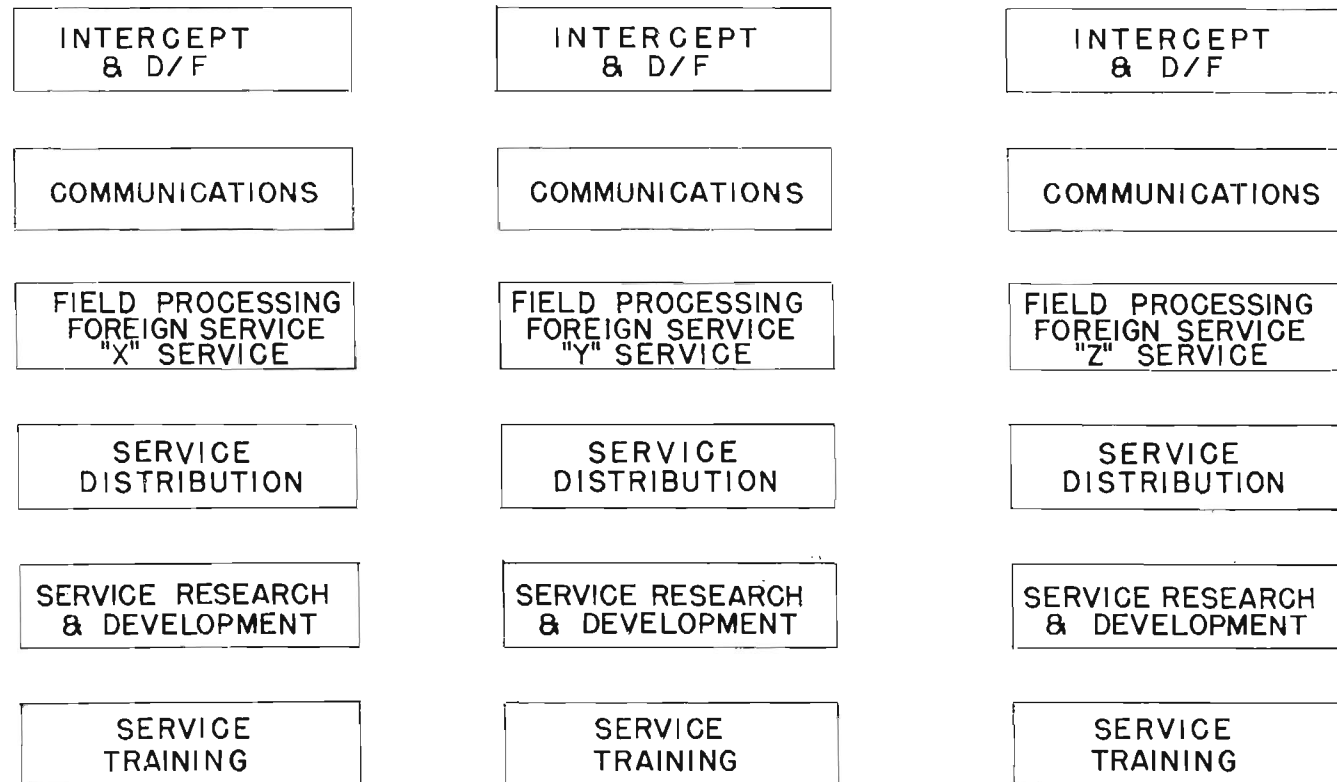 INTERCEPT
& D/F
INTERCEPT
& D/F
INTERCEPT
& D/F
COMMUNICATIONS
COMMUNICATIONS
COMMUNICATIONS
FIELD PROCESSING
FOREIGN SERVICE
"X" SERVICE
FIELD PROCESSING
FOREIGN SERVICE
"Y" SERVICE
FIELD PROCESSING
FOREIGN SERVICE
"Z" SERVICE
SERVICE
DISTRIBUTION
SERVICE
DISTRIBUTION
SERVICE
DISTRIBUTION
SERVICE RESEARCH
& DEVELOPMENT
SERVICE RESEARCH
& DEVELOPMENT
SERVICE RESEARCH
& DEVELOPMENT
SERVICE
TRAINING
SERVICE
TRAINING
SERVICE
TRAINING